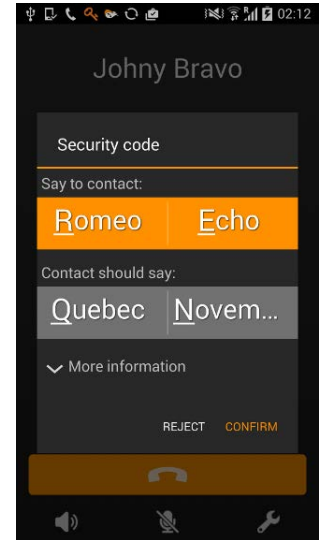 02:12
Johny Bravo
Security code
Say to contact:
Romeo Echo
Contact should say:
Quebec Novem...
More information
REJECT CONFIRM